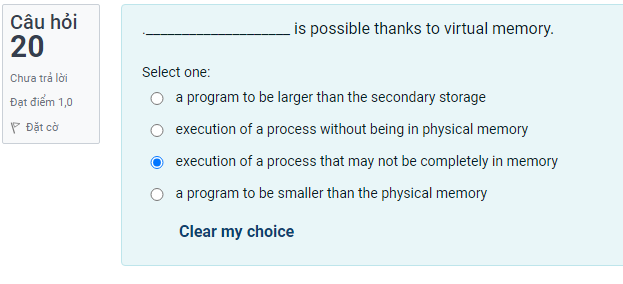 Câu hỏi
20
Chưa trả lời
Đạt điểm 1,0
Đặt cờ
.____________________ is possible thanks to virtual memory.
Select one:
a program to be larger than the secondary storage
execution of a process without being in physical memory
execution of a process that may not be completely in memory
a program to be smaller than the physical memory
Clear my choice